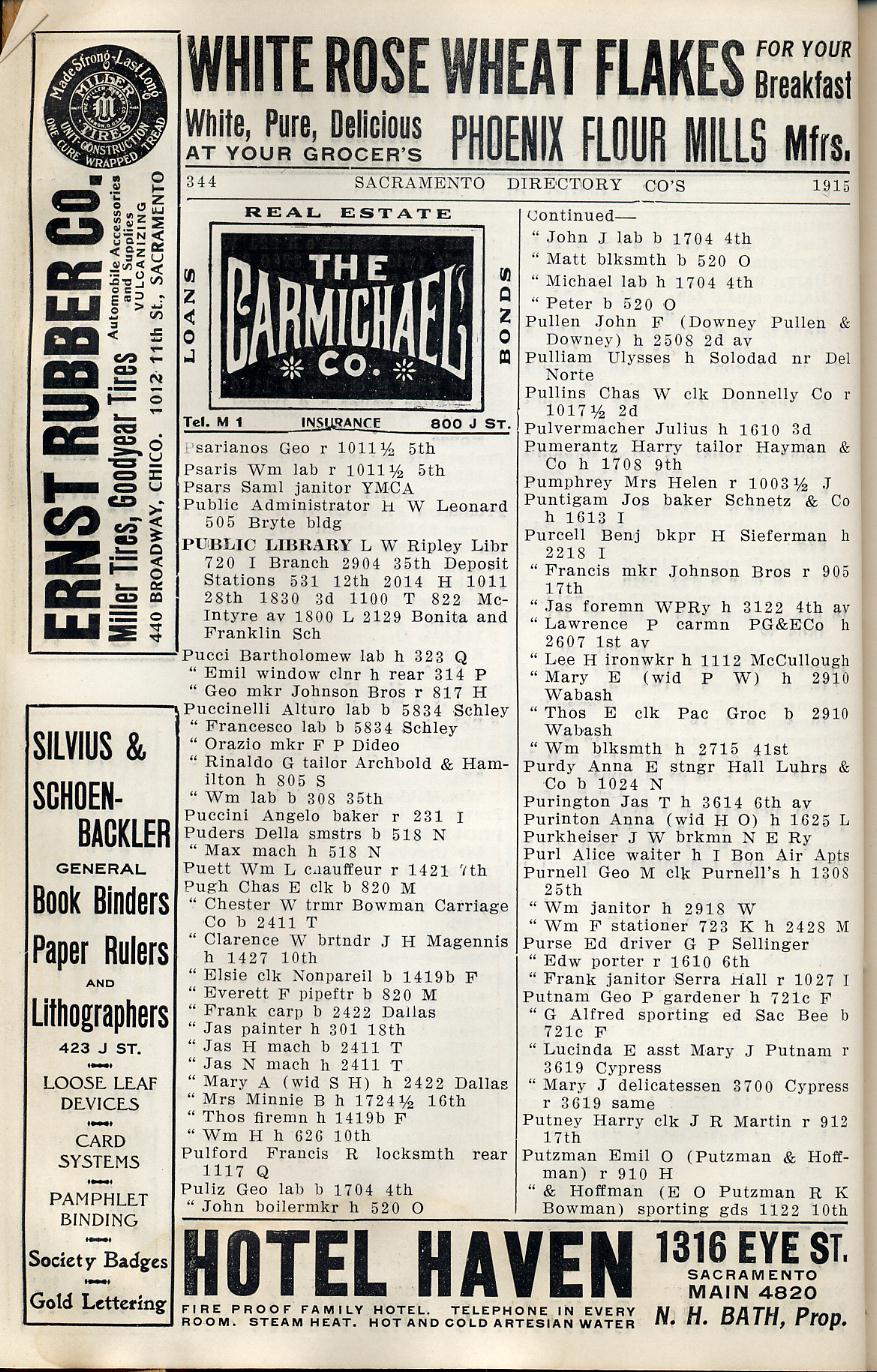 WHITE ROSE WHEAT FLAKES FOR YOUR Breakfast
White, Pure, Delicious
AT YOUR GROCER'S
PHOENIX FLOUR MILLS Mfrs.
Made Strong-Last Long
MILLER
TIRES
UNIT-CONSTRUCTION
ONE CURE WRAPPED TREAD
ERNST RUBBER CO.
Miller Tires, Goodyear Tires
Automobile Accessories
and Supplies
VULCANIZING
440 BROADWAY, CHICO. 1012 11th St., SACRAMENTO
SILVIUS &
SCHOEN-
BACKLER
GENERAL
Book Binders
Paper Rulers
AND
Lithographers
423 J ST.
LOOSE LEAF
DEVICES
CARD
SYSTEMS
PAMPHLET
BINDING
Society Badges
Gold Lettering
344 SACRAMENTO DIRECTORY CO'S 1915
REAL ESTATE
LOANS
THE
CARMICHAEL
CO.
BONDS
Tel. M 1 INSURANCE 800 J ST.
Psarianos Geo r 1011½ 5th
Psaris Wm lab r 1011½ 5th
Psars Saml janitor YMCA
Public Administrator H W Leonard
505 Bryte bldg
PUBLIC LIBRARY L W Ripley Libr
720 I Branch 2904 35th Deposit
Stations 531 12th 2014 H 1011
28th 1830 3d 1100 T 822 Mc-
Intyre av 1800 L 2129 Bonita and
Franklin Sch
Pucci Bartholomew lab h 323 Q
" Emil window clnr h rear 314 P
" Geo mkr Johnson Bros r 817 H
Puccinelli Alturo lab b 5834 Schley
" Francesco lab b 5834 Schley
" Orazio mkr F P Dideo
" Rinaldo G tailor Archbold & Ham-
ilton h 805 S
" Wm lab b 308 35th
Puccini Angelo baker r 231 I
Puders Della smstrs b 518 N
" Max mach h 518 N
Puett Wm L chauffeur r 1421 7th
Pugh Chas E clk b 820 M
" Chester W trmr Bowman Carriage
Co b 2411 T
" Clarence W brtndr J H Magennis
h 1427 10th
" Elsie clk Nonpareil b 1419b F
" Everett F pipeftr b 820 M
" Frank carp b 2422 Dallas
" Jas painter h 301 18th
" Jas H mach b 2411 T
" Jas N mach h 2411 T
" Mary A (wid S H) h 2422 Dallas
" Mrs Minnie B h 1724½ 16th
" Thos firemn h 1419b F
" Wm H h 626 10th
Pulford Francis R locksmth rear
1117 Q
Puliz Geo lab b 1704 4th
" John boilermkr h 520 O
Continued—
" John J lab b 1704 4th
" Matt blksmth b 520 O
" Michael lab h 1704 4th
" Peter b 520 O
Pullen John F (Downey Pullen &
Downey) h 2508 2d av
Pulliam Ulysses h Solodad nr Del
Norte
Pullins Chas W clk Donnelly Co r
1017½ 2d
Pulvermacher Julius h 1610 3d
Pumerantz Harry tailor Hayman &
Co h 1708 9th
Pumphrey Mrs Helen r 1003½ J
Puntigam Jos baker Schnetz & Co
h 1613 I
Purcell Benj bkpr H Sieferman h
2218 I
" Francis mkr Johnson Bros r 905
17th
" Jas foremn WPRy h 3122 4th av
" Lawrence P carmn PG&ECo h
2607 1st av
" Lee H ironwkr h 1112 McCullough
" Mary E (wid P W) h 2910
Wabash
" Thos E clk Pac Groc b 2910
Wabash
" Wm blksmth h 2715 41st
Purdy Anna E stngr Hall Luhrs &
Co b 1024 N
Purington Jas T h 3614 6th av
Purinton Anna (wid H O) h 1625 L
Purkheiser J W brkmn N E Ry
Purl Alice waiter h I Bon Air Apts
Purnell Geo M clk Purnell's h 1308
25th
" Wm janitor h 2918 W
" Wm F stationer 723 K h 2428 M
Purse Ed driver G P Sellinger
" Edw porter r 1610 6th
" Frank janitor Serra Hall r 1027 I
Putnam Geo P gardener h 721c F
" G Alfred sporting ed Sac Bee b
721c F
" Lucinda E asst Mary J Putnam r
3619 Cypress
" Mary J delicatessen 3700 Cypress
r 3619 same
Putney Harry clk J R Martin r 912
17th
Putzman Emil O (Putzman & Hoff-
man) r 910 H
" & Hoffman (E O Putzman R K
Bowman) sporting gds 1122 10th
HOTEL HAVEN
FIRE PROOF FAMILY HOTEL. TELEPHONE IN EVERY
ROOM. STEAM HEAT. HOT AND COLD ARTESIAN WATER
1316 EYE ST.
SACRAMENTO
MAIN 4820
N. H. BATH, Prop.